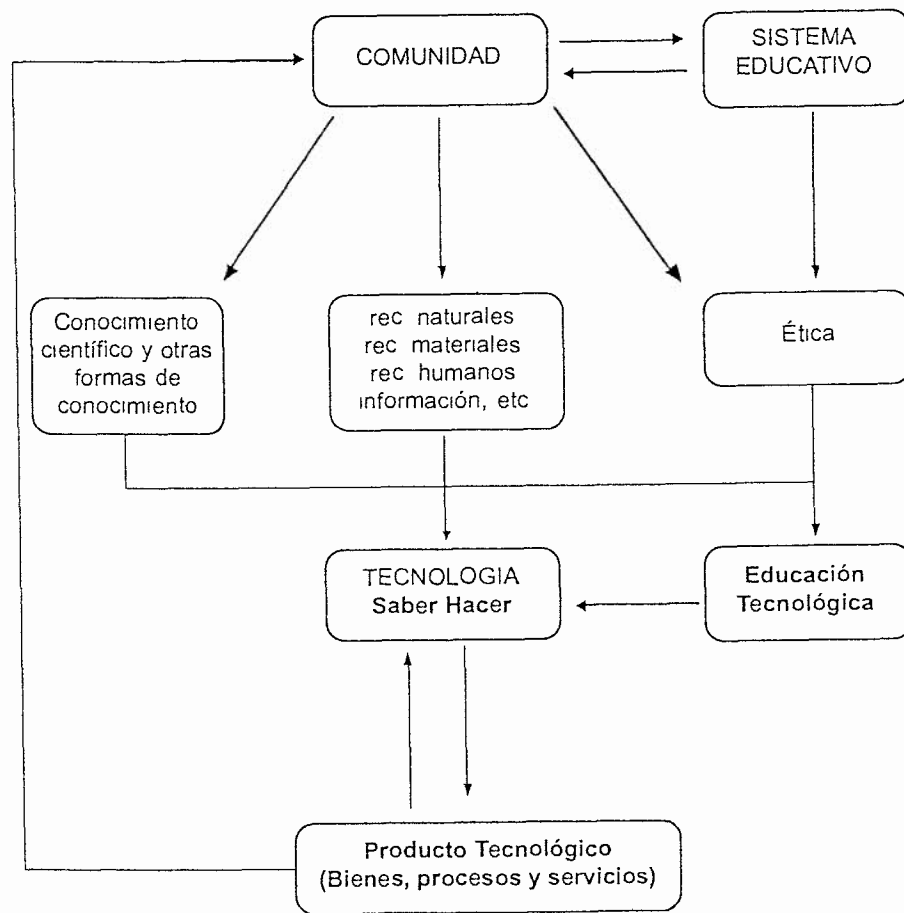 COMUNIDAD
SISTEMA
EDUCATIVO
Conocimiento
científico y otras
formas de
conocimiento
rec naturales
rec materiales
rec humanos
información, etc
Ética
TECNOLOGIA
Saber Hacer
Educación
Tecnológica
Producto Tecnológico
(Bienes, procesos y servicios)